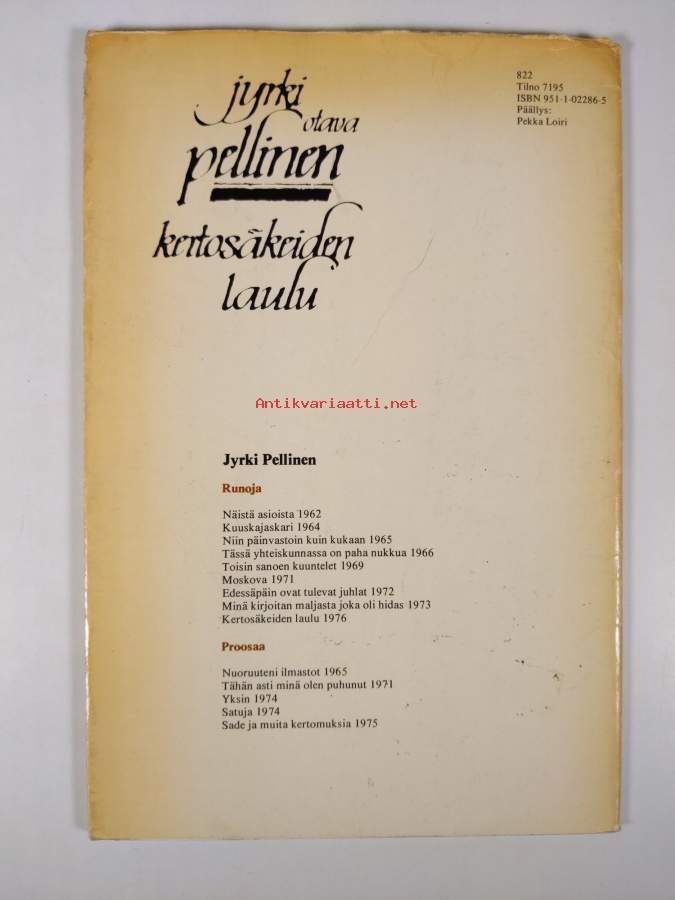 jyrki
otava
pellinen
kertosäkeiden
laulu
822
Tilno 7195
ISBN 951-1-02286-5
Päällys:
Pekka Loiri
Antikvariaatti.net
Jyrki Pellinen
Runoja
Näistä asioista 1962
Kuuskajaskari 1964
Niin päinvastoin kuin kukaan 1965
Tässä yhteiskunnassa on paha nukkua 1966
Toisin sanoen kuuntelet 1969
Moskova 1971
Edessäpäin ovat tulevat juhlat 1972
Minä kirjoitan maljasta joka oli hidas 1973
Kertosäkeiden laulu 1976
Proosaa
Nuoruuteni ilmastot 1965
Tähän asti minä olen puhunut 1971
Yksin 1974
Satuja 1974
Sade ja muita kertomuksia 1975